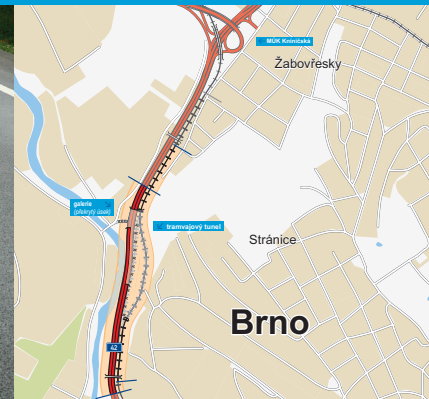 MÚK Kníničská
Žabovřesky
galerie
(překrytý úsek)
tramvajový tunel
Stránice
Brno
42